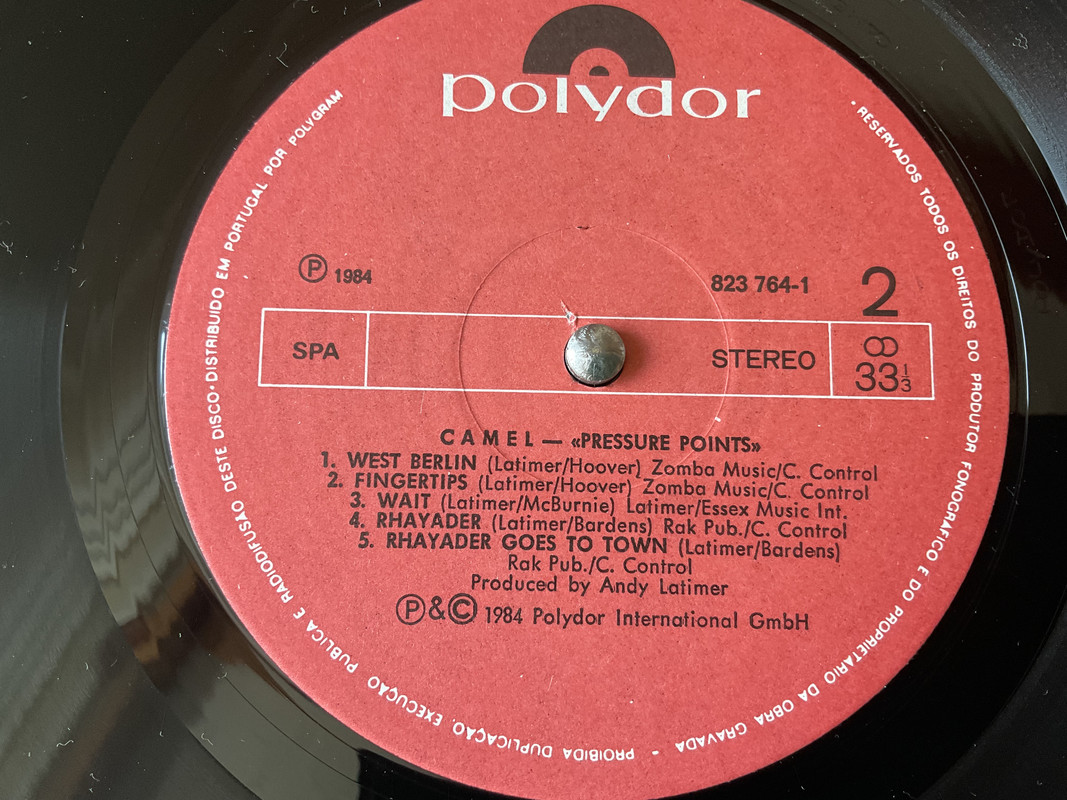 polydor
℗ 1984
823 764-1
2
SPA
STEREO
33 1/3
CAMEL — «PRESSURE POINTS»
1. WEST BERLIN (Latimer/Hoover) Zomba Music/C. Control
2. FINGERTIPS (Latimer/Hoover) Zomba Music/C. Control
3. WAIT (Latimer/McBurnie) Latimer/Essex Music Int.
4. RHAYADER (Latimer/Bardens) Rak Pub./C. Control
5. RHAYADER GOES TO TOWN (Latimer/Bardens)
Rak Pub./C. Control
Produced by Andy Latimer
℗&© 1984 Polydor International GmbH
• RESERVADOS TODOS OS DIREITOS DO PRODUTOR FONOGRAFICO E DO PROPRIETARIO DA OBRA GRAVADA - PROIBIDA DUPLICAÇÃO, EXECUÇÃO PUBLICA E RADIODIFUSÃO DESTE DISCO • DISTRIBUIDO EM PORTUGAL POR POLYGRAM